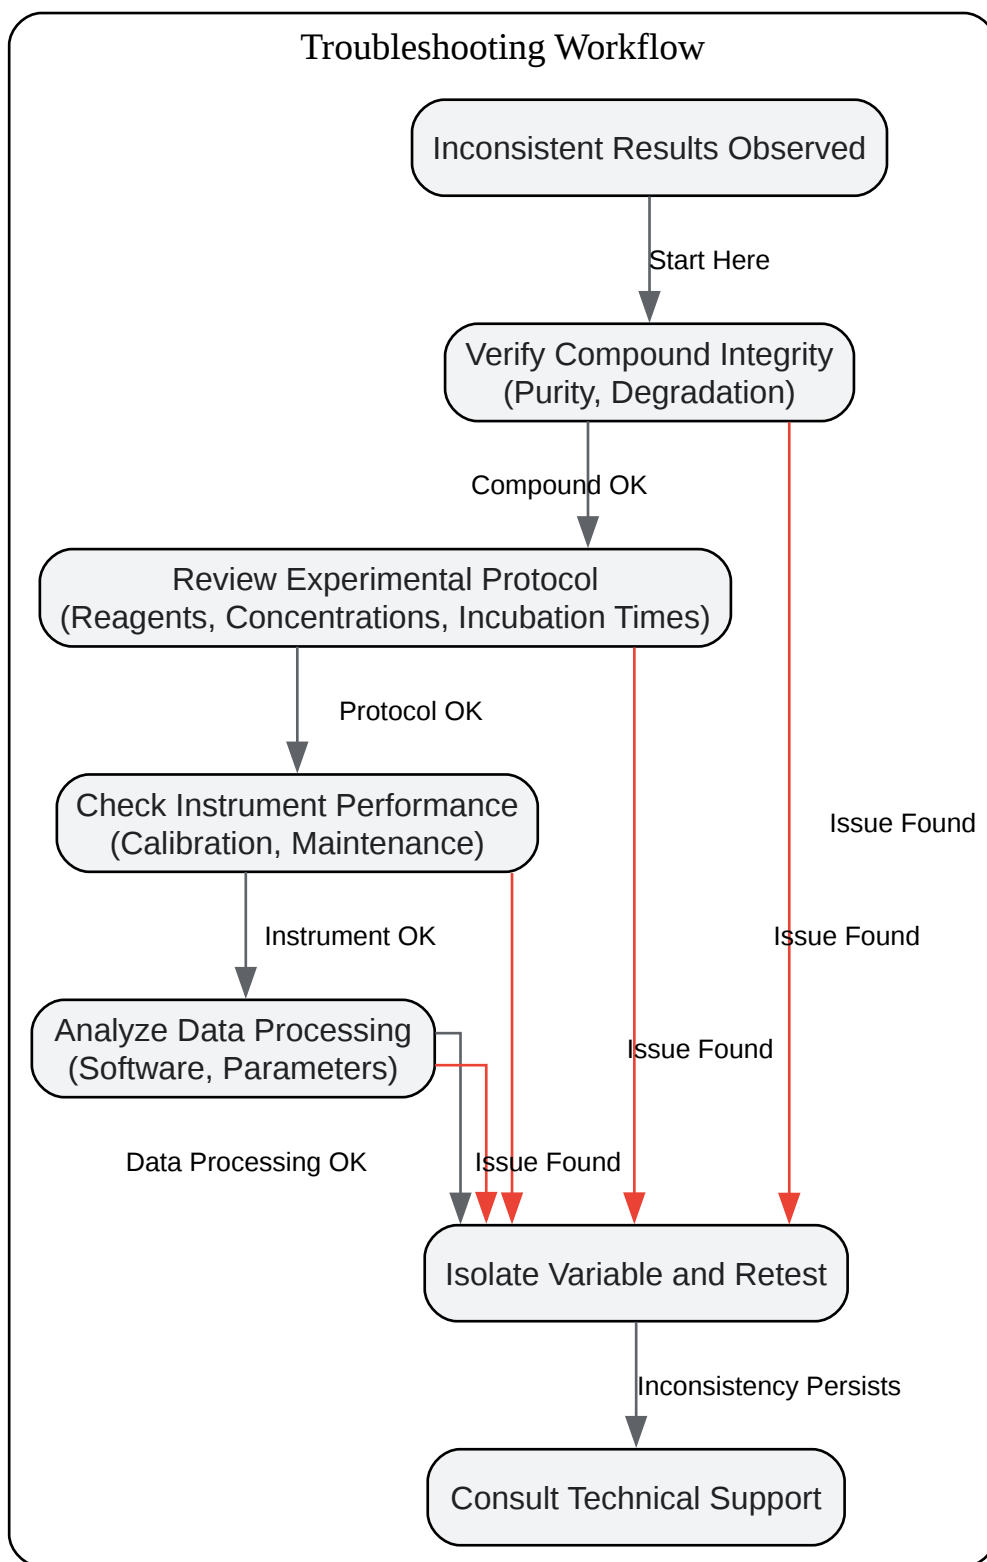 Troubleshooting Workflow
Inconsistent Results Observed
Start Here
Verify Compound Integrity
(Purity, Degradation)
Compound OK
Review Experimental Protocol
(Reagents, Concentrations, Incubation Times)
Protocol OK
Check Instrument Performance
(Calibration, Maintenance)
Issue Found
Instrument OK
Issue Found
Analyze Data Processing
(Software, Parameters)
Issue Found
Data Processing OK
Issue Found
Isolate Variable and Retest
Inconsistency Persists
Consult Technical Support